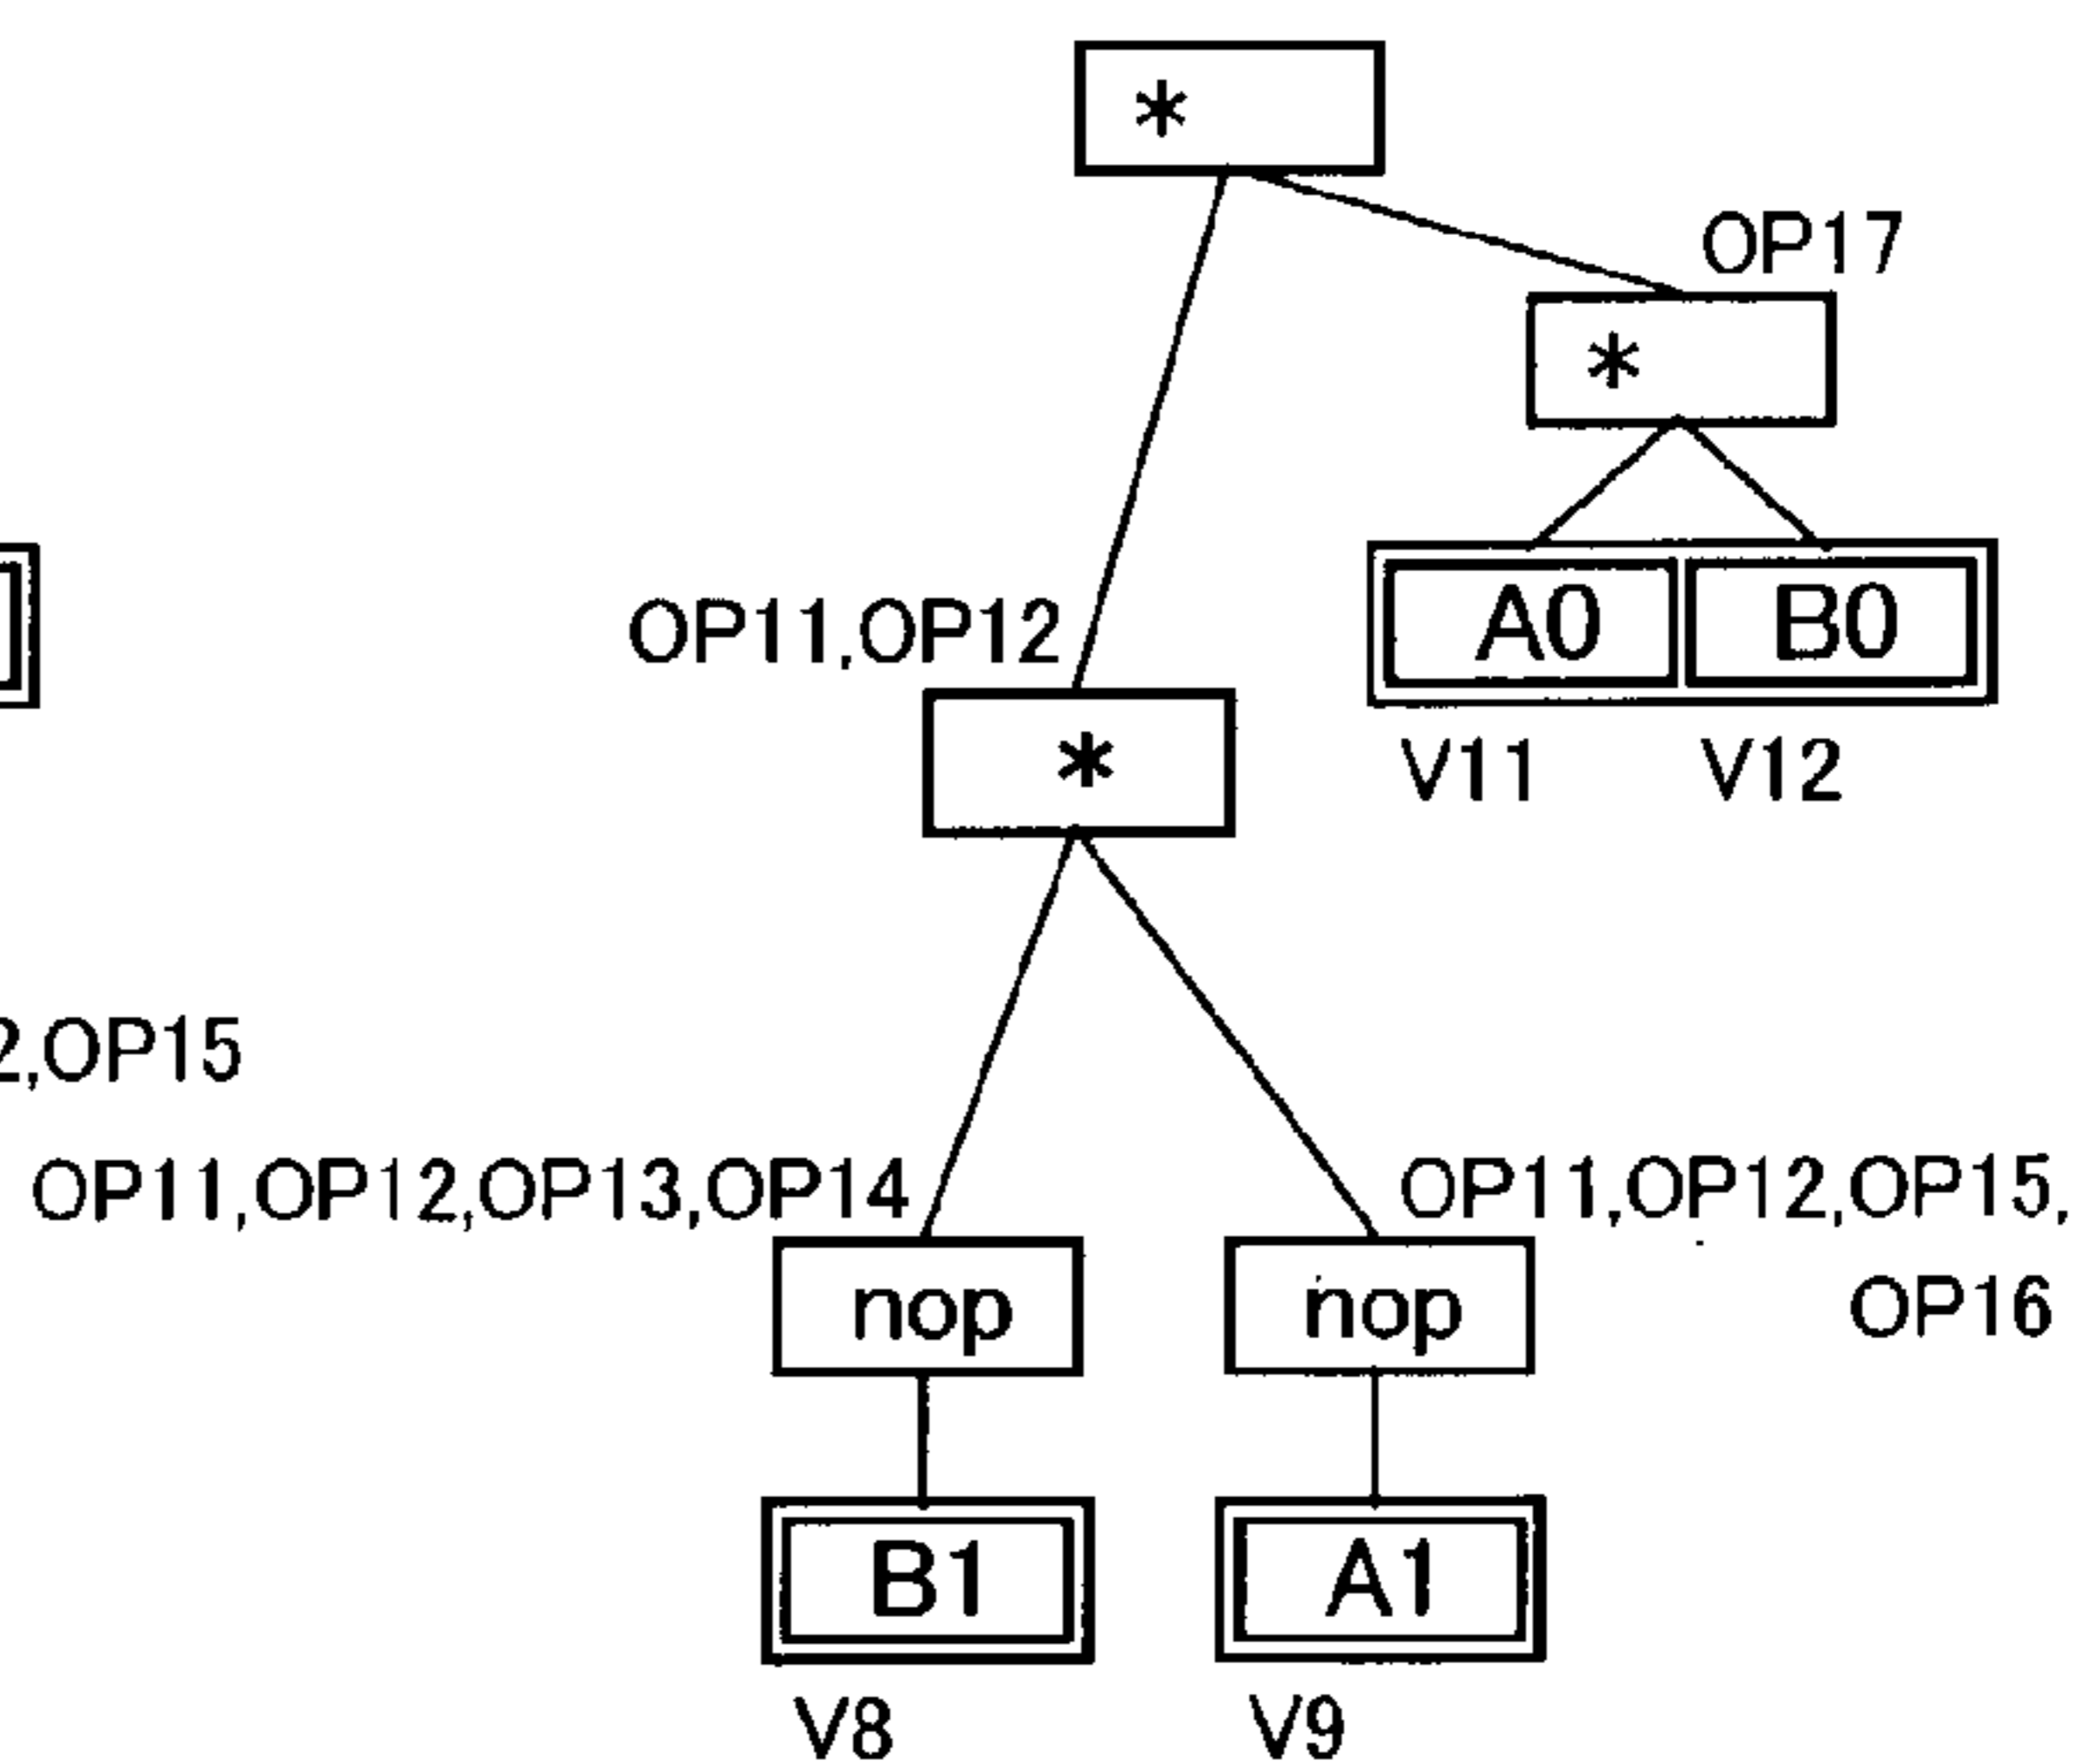 *
OP17
*
OP11,OP12
A0 B0
*
V11 V12
2,OP15
OP11,OP12,OP13,OP14
OP11,OP12,OP15,
OP16
nop nop
B1 A1
V8 V9